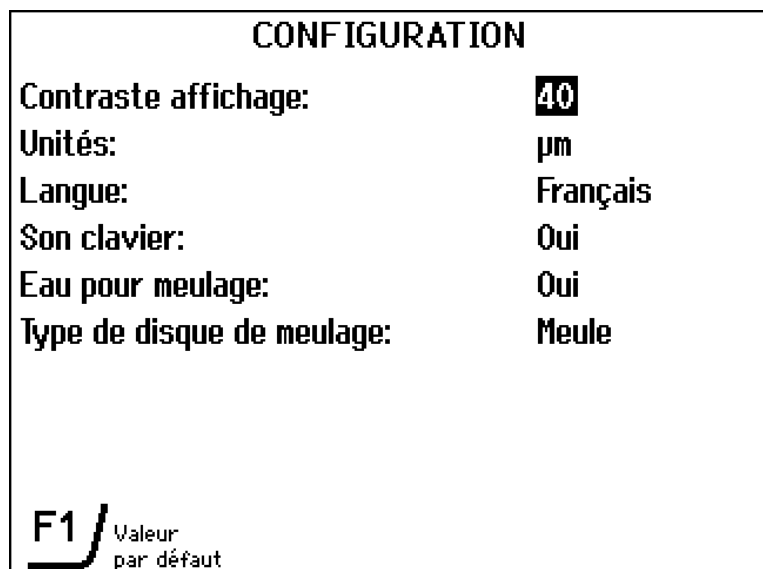 CONFIGURATION
Contraste affichage: 40
Unités: µm
Langue: Français
Son clavier: Oui
Eau pour meulage: Oui
Type de disque de meulage: Meule
F1 Valeur
par défaut